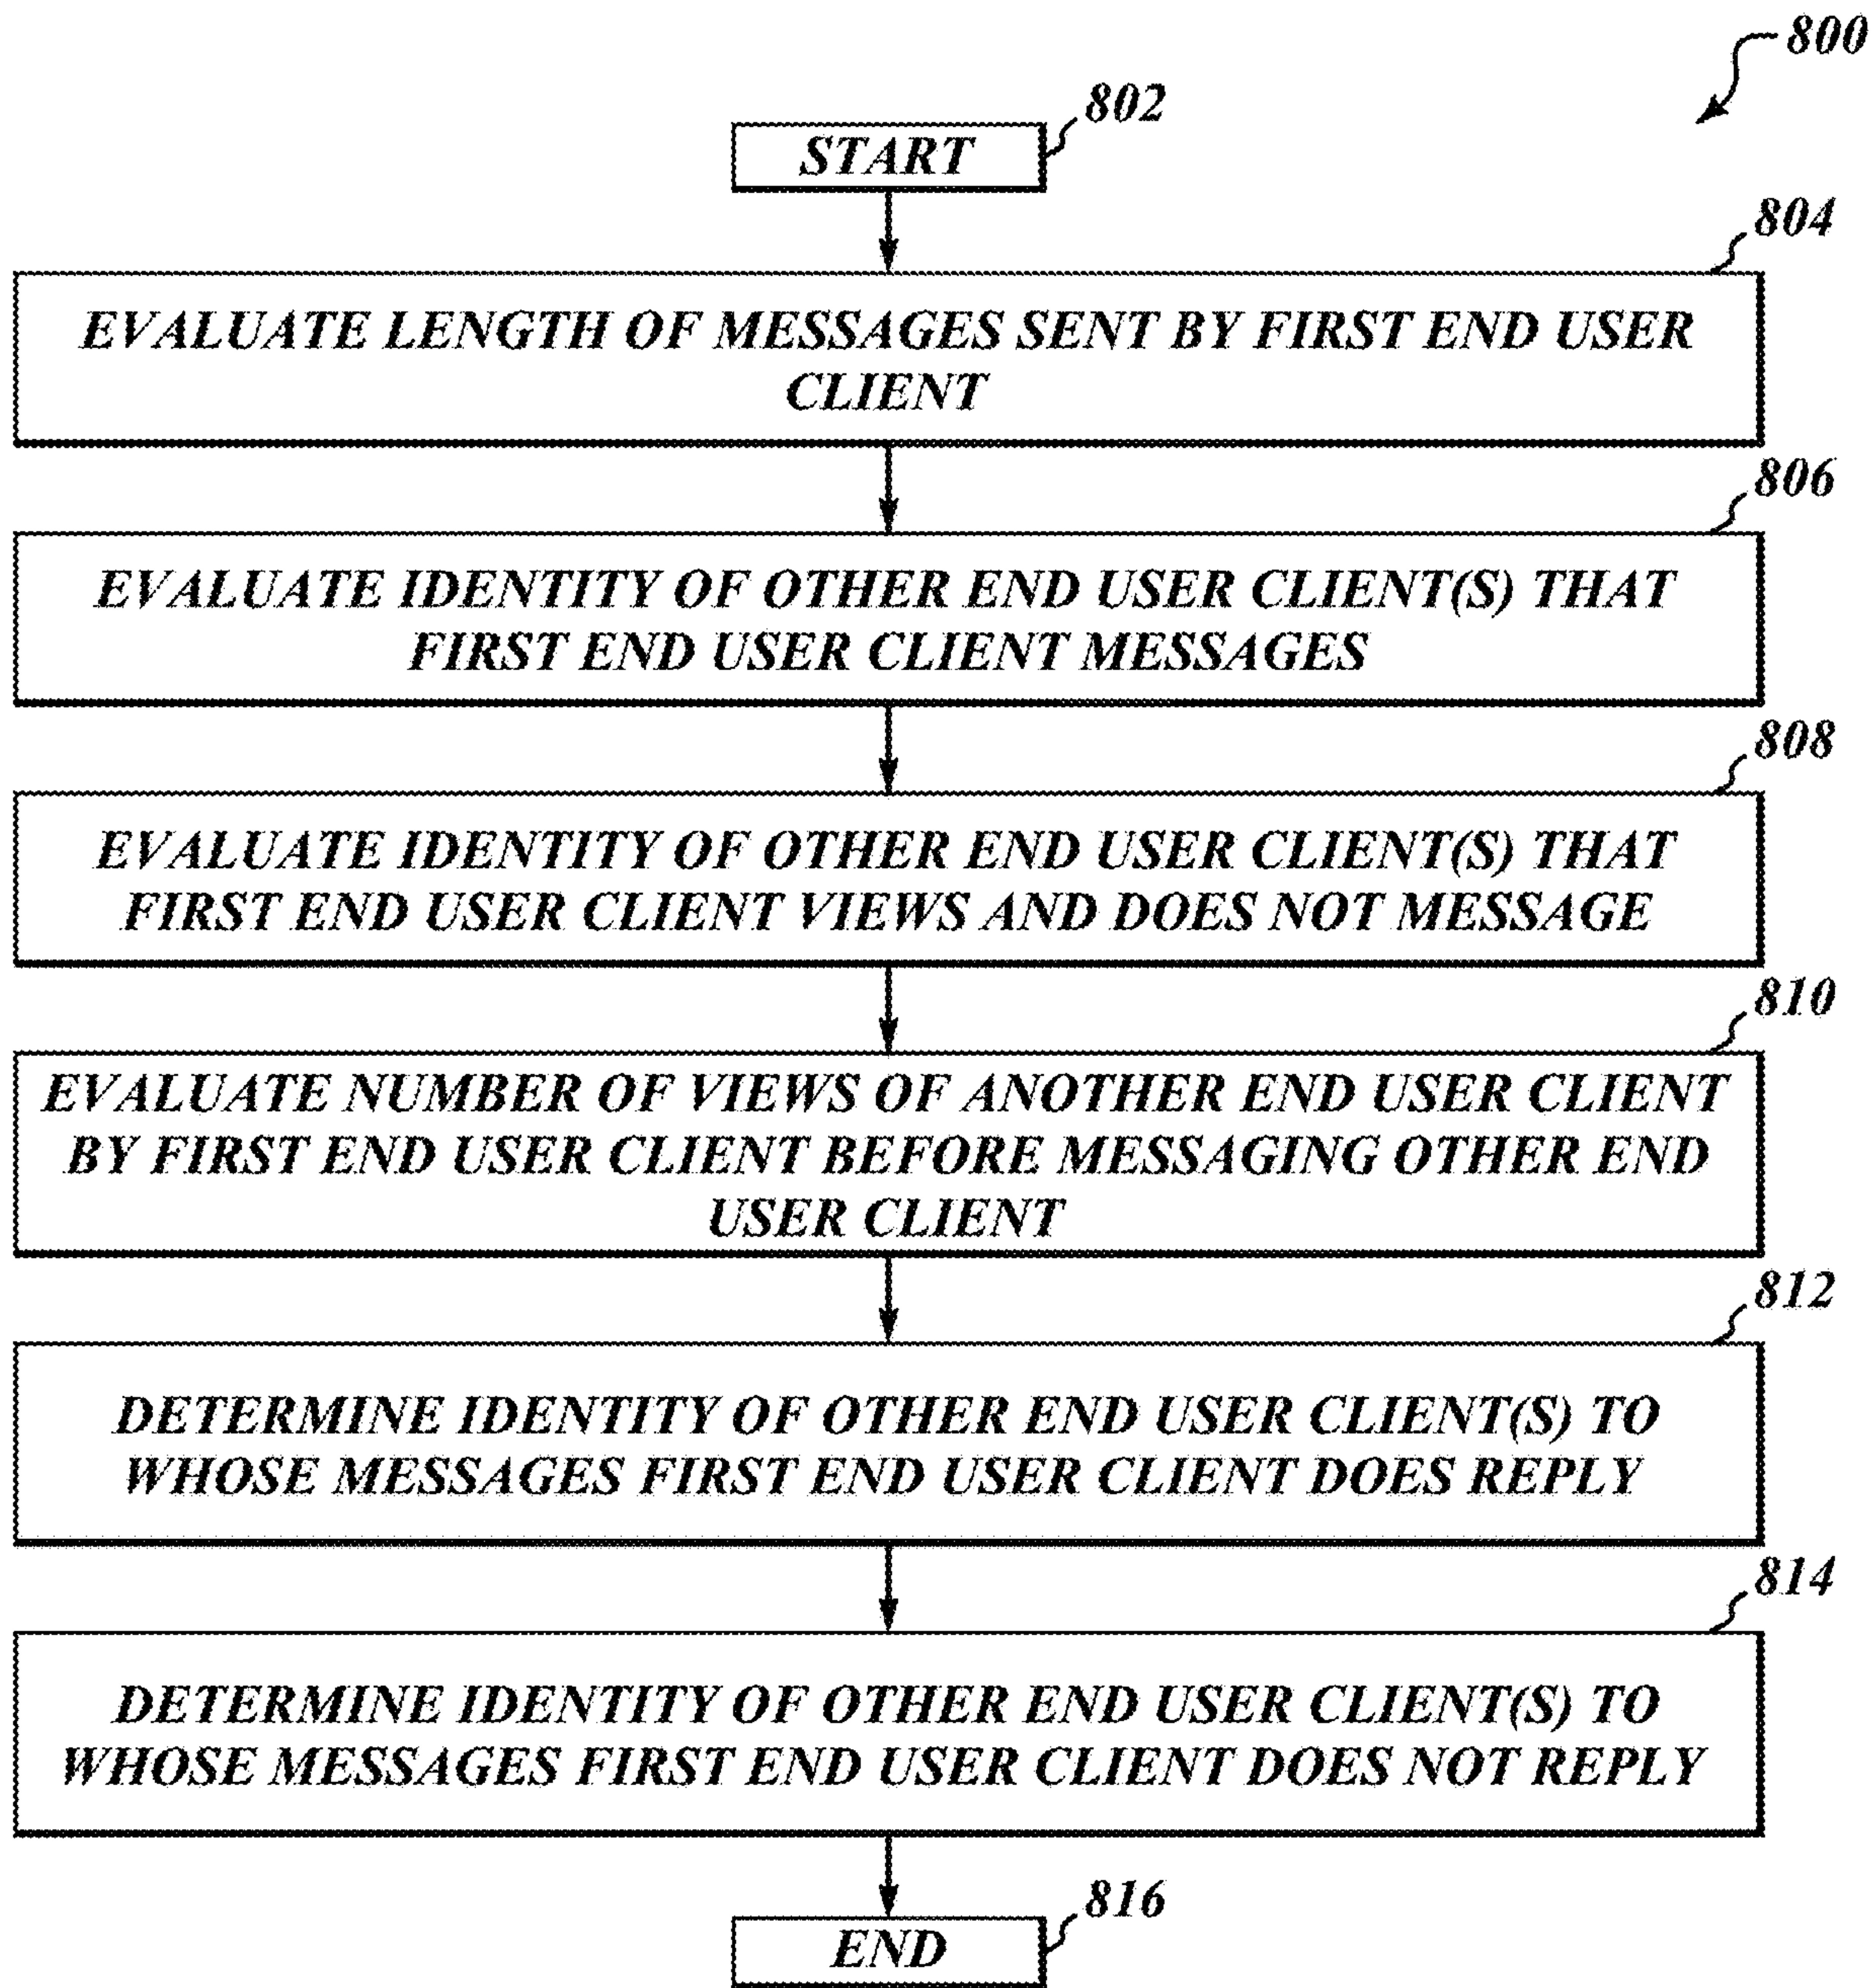 800
802
START
804
EVALUATE LENGTH OF MESSAGES SENT BY FIRST END USER
CLIENT
806
EVALUATE IDENTITY OF OTHER END USER CLIENT(S) THAT
FIRST END USER CLIENT MESSAGES
808
EVALUATE IDENTITY OF OTHER END USER CLIENT(S) THAT
FIRST END USER CLIENT VIEWS AND DOES NOT MESSAGE
810
EVALUATE NUMBER OF VIEWS OF ANOTHER END USER CLIENT
BY FIRST END USER CLIENT BEFORE MESSAGING OTHER END
USER CLIENT
812
DETERMINE IDENTITY OF OTHER END USER CLIENT(S) TO
WHOSE MESSAGES FIRST END USER CLIENT DOES REPLY
814
DETERMINE IDENTITY OF OTHER END USER CLIENT(S) TO
WHOSE MESSAGES FIRST END USER CLIENT DOES NOT REPLY
816
END